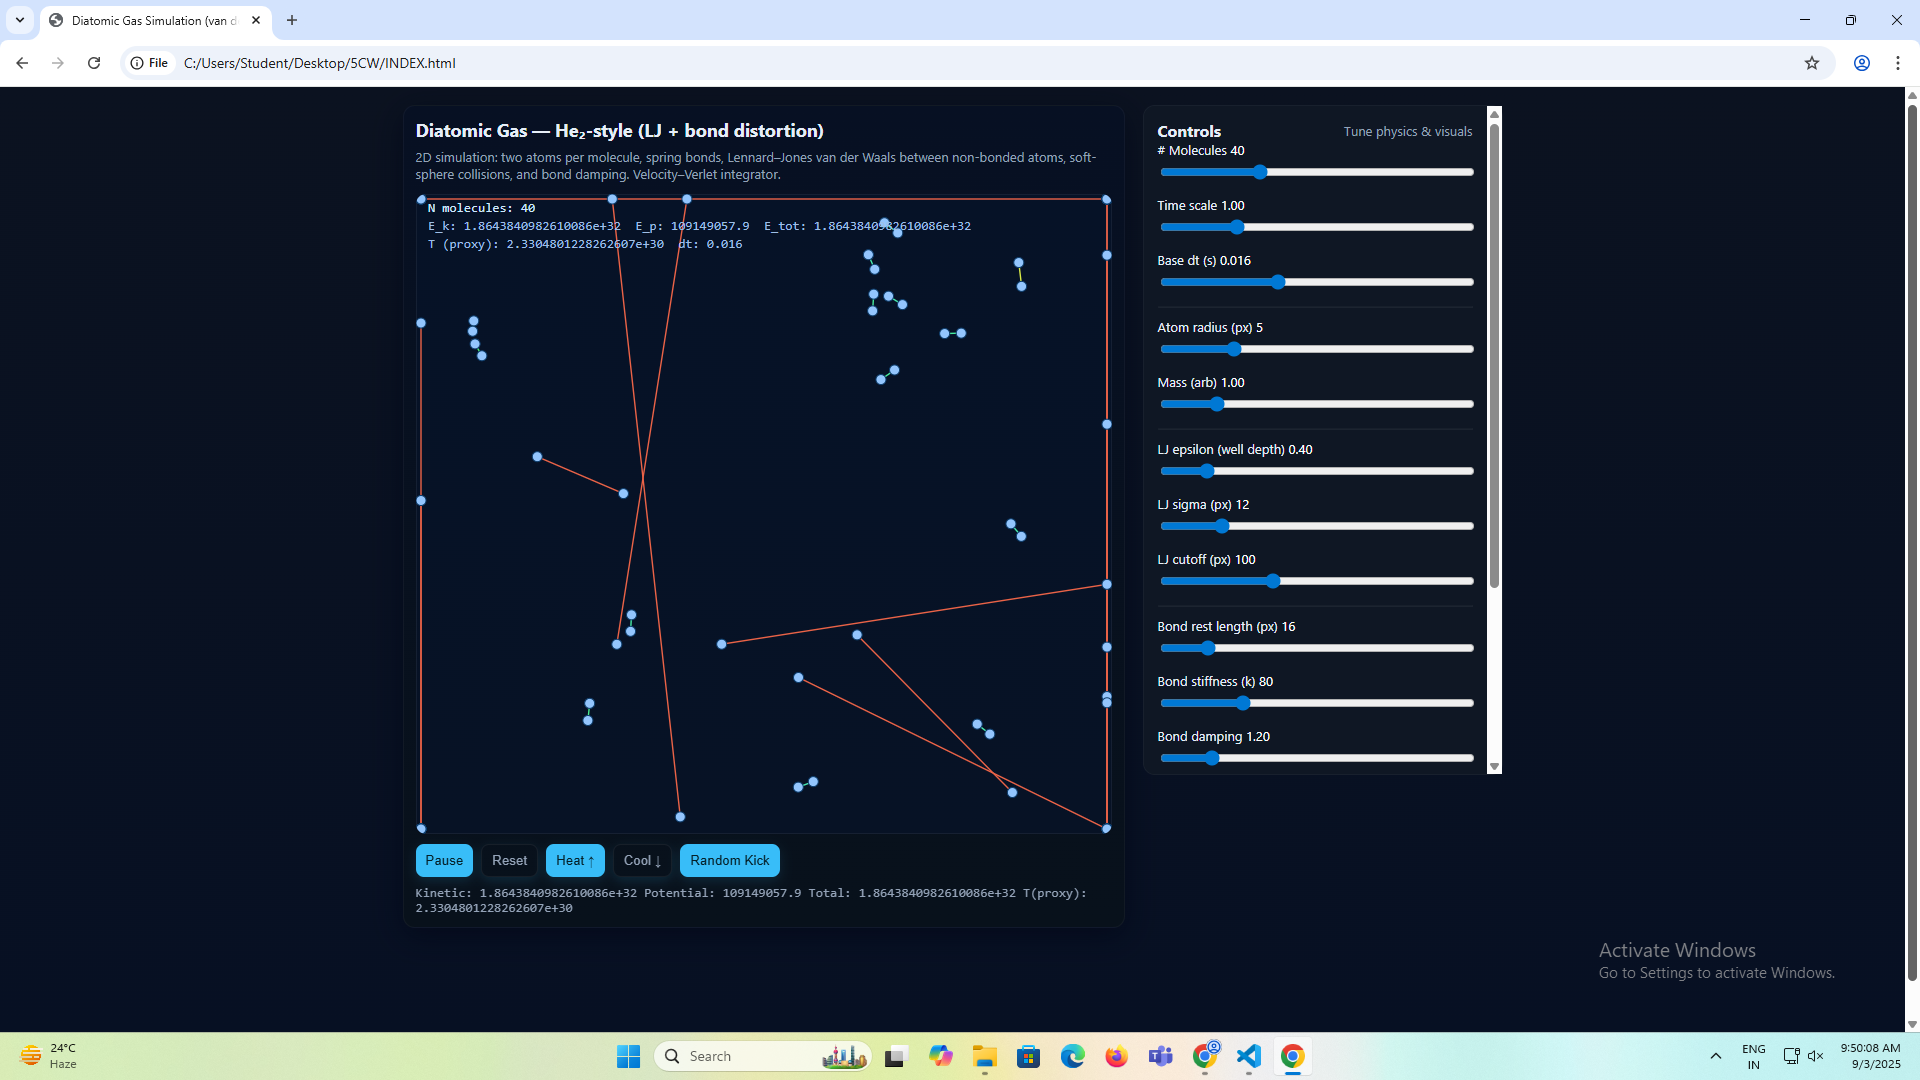 Diatomic Gas Simulation (van d
File
C:/Users/Student/Desktop/5CW/INDEX.html
Diatomic Gas — He₂-style (LJ + bond distortion)
2D simulation: two atoms per molecule, spring bonds, Lennard–Jones van der Waals between non-bonded atoms, soft-
sphere collisions, and bond damping. Velocity–Verlet integrator.
N molecules: 40
E_k: 1.8643840982610086e+32 E_p: 109149057.9 E_tot: 1.8643840982610086e+32
T (proxy): 2.3304801228262607e+30 dt: 0.016
Pause
Reset
Heat ↑
Cool ↓
Random Kick
Kinetic: 1.8643840982610086e+32 Potential: 109149057.9 Total: 1.8643840982610086e+32 T(proxy):
2.3304801228262607e+30
Controls
Tune physics & visuals
# Molecules 40
Time scale 1.00
Base dt (s) 0.016
Atom radius (px) 5
Mass (arb) 1.00
LJ epsilon (well depth) 0.40
LJ sigma (px) 12
LJ cutoff (px) 100
Bond rest length (px) 16
Bond stiffness (k) 80
Bond damping 1.20
Activate Windows
Go to Settings to activate Windows.
24°C
Haze
Search
ENG
IN
9:50:08 AM
9/3/2025